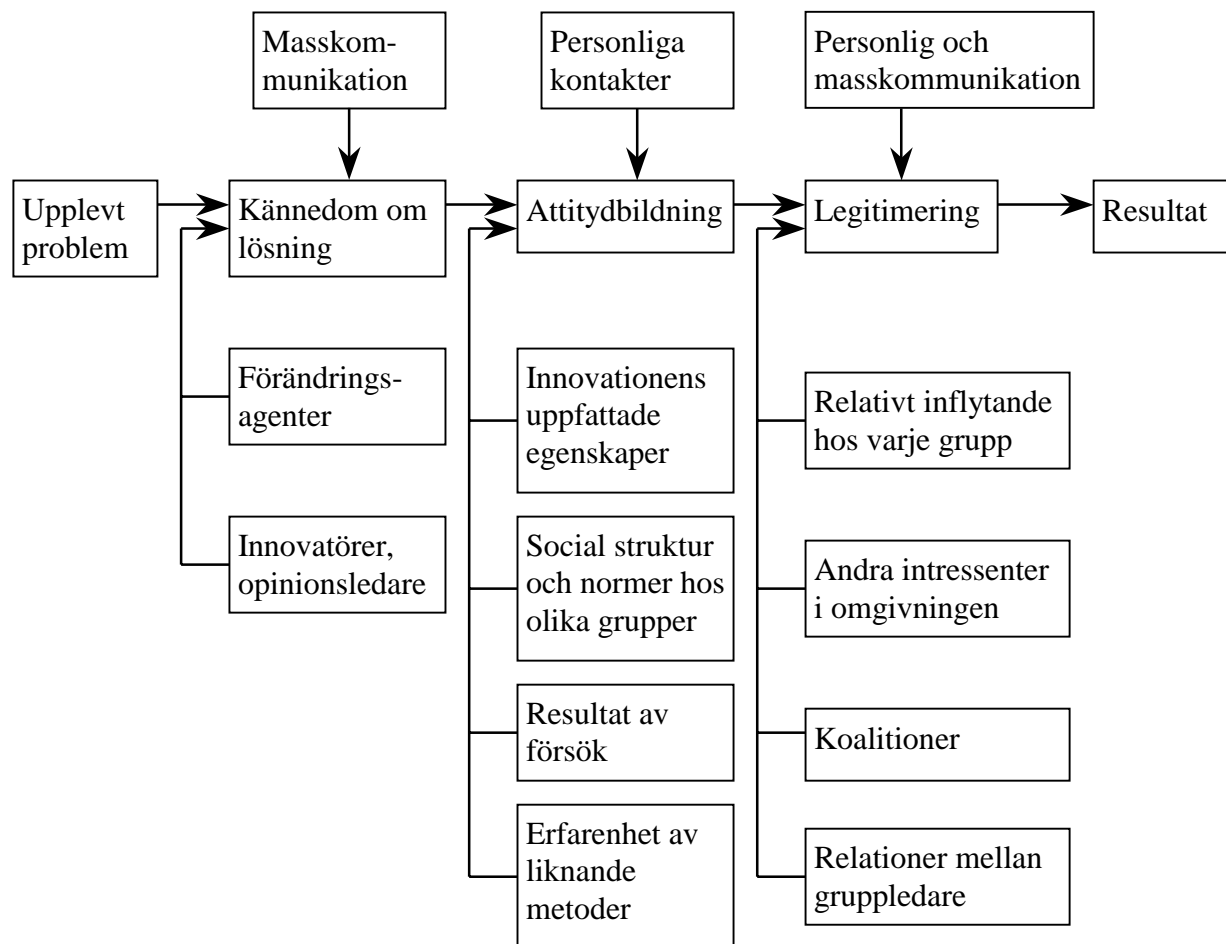 Masskom-
munikation
Personliga
kontakter
Personlig och
masskommunikation
Upplevt
problem
Kännedom om
lösning
Attitydbildning
Legitimering
Resultat
Förändrings-
agenter
Innovatörer,
opinionsledare
Innovationens
uppfattade
egenskaper
Social struktur
och normer hos
olika grupper
Resultat av
försök
Erfarenhet av
liknande
metoder
Relativt inflytande
hos varje grupp
Andra intressenter
i omgivningen
Koalitioner
Relationer mellan
gruppledare